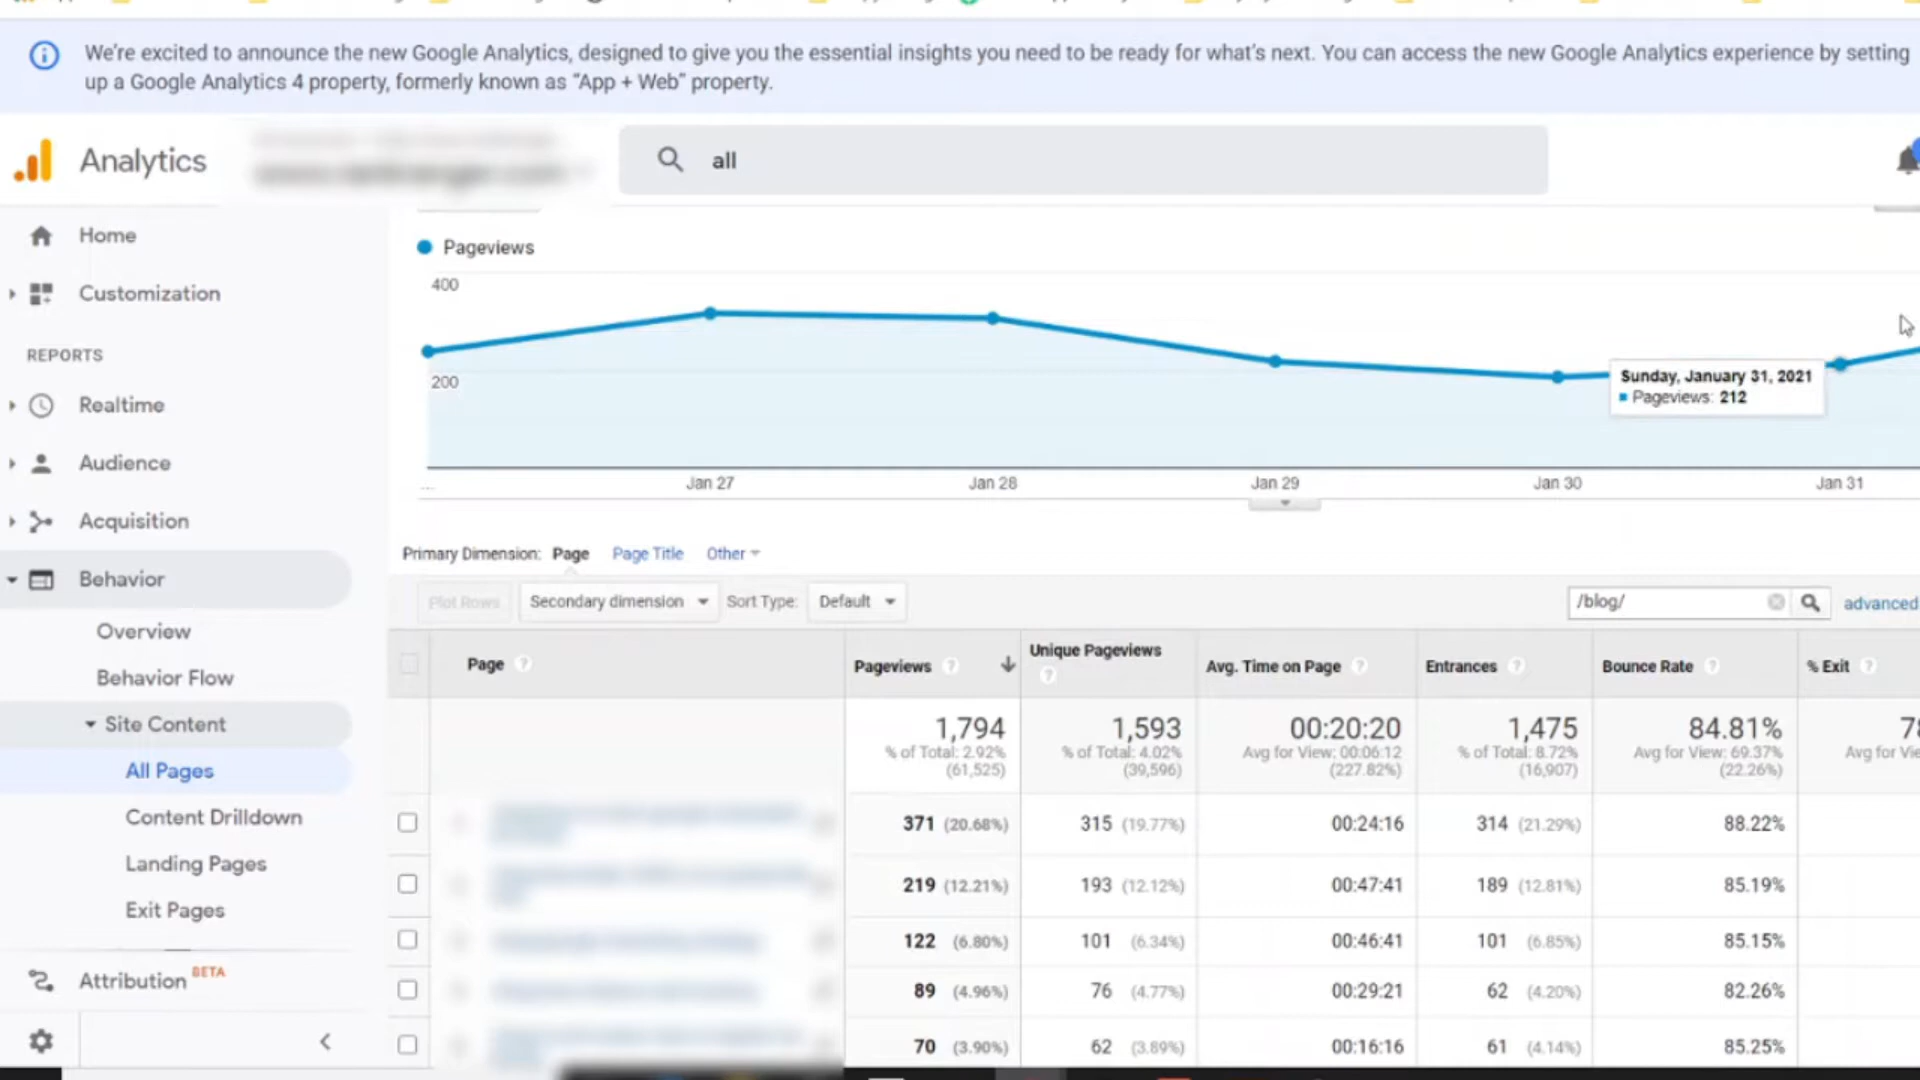 We're excited to announce the new Google Analytics, designed to give you the essential insights you need to be ready for what's next. You can access the new Google Analytics experience by setting
up a Google Analytics 4 property, formerly known as “App + Web” property.
Analytics
all
Home
Customization
REPORTS
Realtime
Audience
Acquisition
Behavior
Overview
Behavior Flow
Site Content
All Pages
Content Drilldown
Landing Pages
Exit Pages
Attribution BETA
Pageviews
400
200
Sunday, January 31, 2021
Pageviews: 212
... Jan 27 Jan 28 Jan 29 Jan 30 Jan 31
Primary Dimension: Page Page Title Other
Plot Rows Secondary dimension Sort Type: Default /blog/ advanced
Page Pageviews Unique Pageviews Avg. Time on Page Entrances Bounce Rate % Exit
1,794 1,593 00:20:20 1,475 84.81% 78
% of Total: 2.92% % of Total: 4.02% Avg for View: 00:06:12 % of Total: 8.72% Avg for View: 69.37% Avg for Vie
(61,525) (39,596) (227.82%) (16,907) (22.26%)
371 (20.68%) 315 (19.77%) 00:24:16 314 (21.29%) 88.22%
219 (12.21%) 193 (12.12%) 00:47:41 189 (12.81%) 85.19%
122 (6.80%) 101 (6.34%) 00:46:41 101 (6.85%) 85.15%
89 (4.96%) 76 (4.77%) 00:29:21 62 (4.20%) 82.26%
70 (3.90%) 62 (3.89%) 00:16:16 61 (4.14%) 85.25%